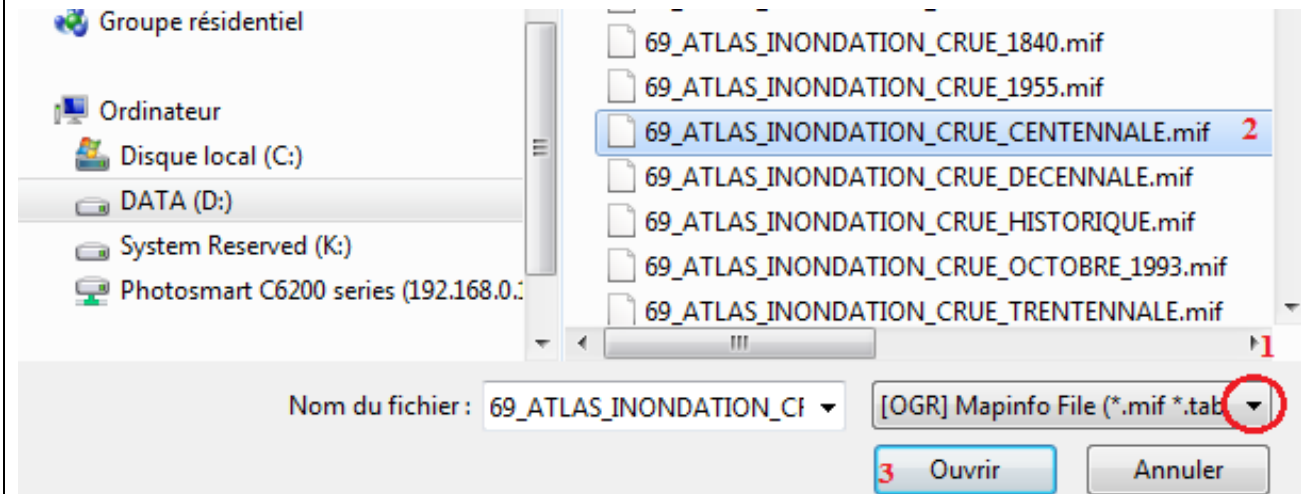 Groupe résidentiel
Ordinateur
Disque local (C:)
DATA (D:)
System Reserved (K:)
Photosmart C6200 series (192.168.0.
69_ATLAS_INONDATION_CRUE_1840.mif
69_ATLAS_INONDATION_CRUE_1955.mif
69_ATLAS_INONDATION_CRUE_CENTENNALE.mif 2
69_ATLAS_INONDATION_CRUE_DECENNALE.mif
69_ATLAS_INONDATION_CRUE_HISTORIQUE.mif
69_ATLAS_INONDATION_CRUE_OCTOBRE_1993.mif
69_ATLAS_INONDATION_CRUE_TRENTENNALE.mif
1
Nom du fichier : 69_ATLAS_INONDATION_CI [OGR] Mapinfo File (*.mif *.tab
3 Ouvrir Annuler